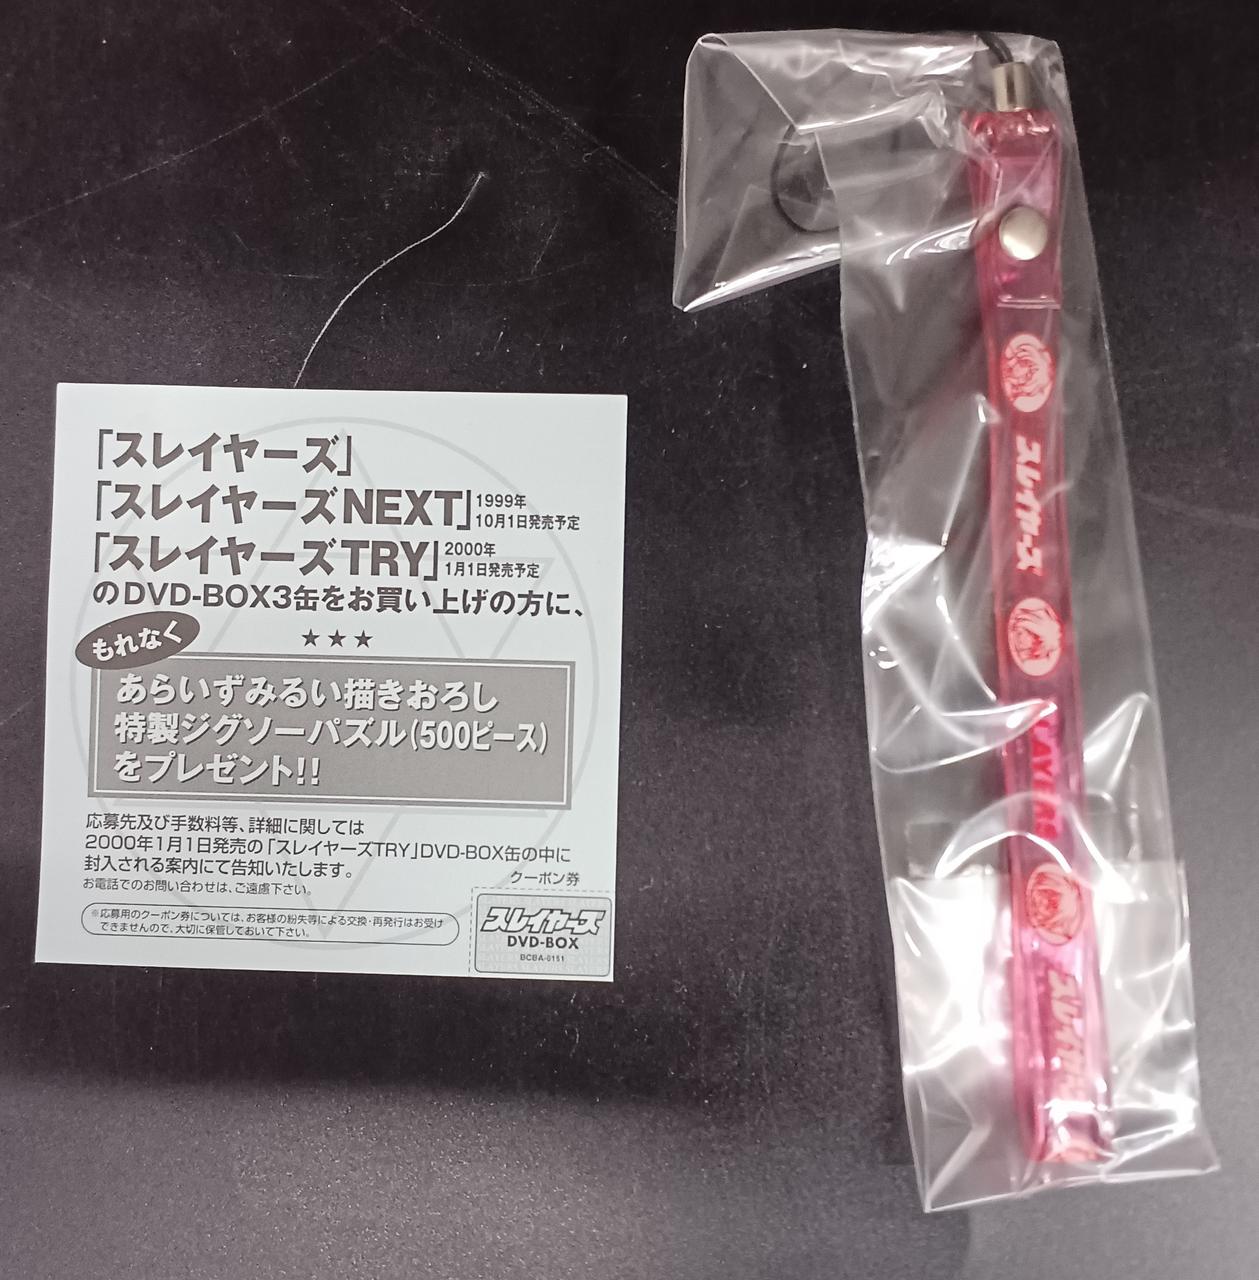 「スレイヤーズ」
「スレイヤーズNEXT」1999年10月1日発売予定
「スレイヤーズTRY」2000年1月1日発売予定
のDVD-BOX3缶をお買い上げの方に、
もれなく
★★★
あらいずみるい描きおろし
特製ジグソーパズル(500ピース)
をプレゼント!!
応募先及び手数料等、詳細に関しては
2000年1月1日発売の「スレイヤーズTRY」DVD-BOX缶の中に
封入される案内にて告知いたします。
お電話でのお問い合わせは、ご遠慮下さい。
※応募用のクーポン券については、お客様の紛失等による交換・再発行はお受け
できませんので、大切に保管しておいて下さい。
クーポン券
スレイヤーズ
DVD-BOX
BCBA-0151
スレイヤーズ
SLAYERS
スレイヤーズ